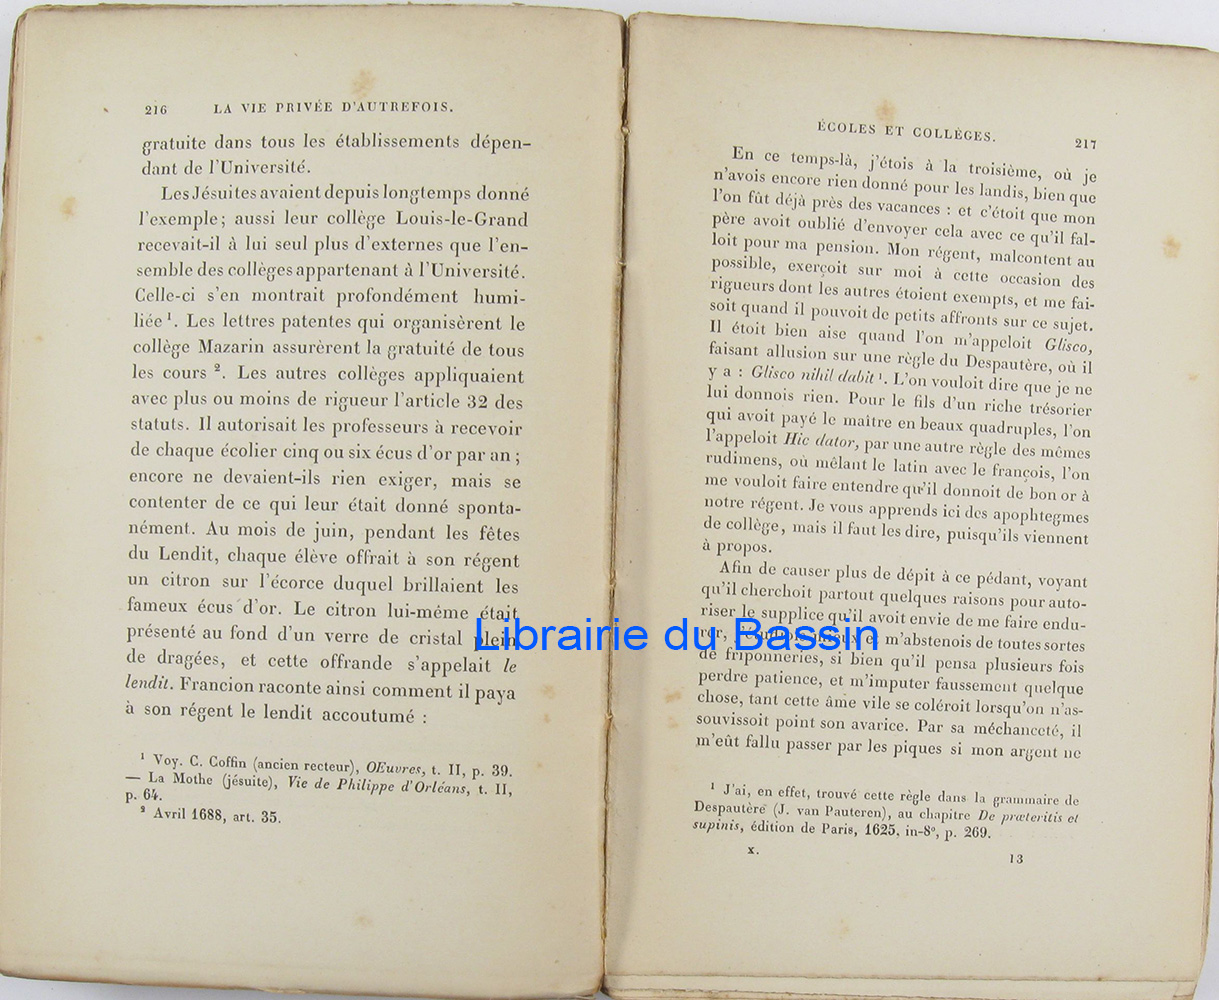 216 LA VIE PRIVÉE D'AUTREFOIS.
gratuite dans tous les établissements dépen-
dant de l'Université.
Les Jésuites avaient depuis longtemps donné
l'exemple; aussi leur collège Louis-le-Grand
recevait-il à lui seul plus d'externes que l'en-
semble des collèges appartenant à l'Université.
Celle-ci s'en montrait profondément humi-
liée ¹. Les lettres patentes qui organisèrent le
collège Mazarin assurèrent la gratuité de tous
les cours ². Les autres collèges appliquaient
avec plus ou moins de rigueur l'article 32 des
statuts. Il autorisait les professeurs à recevoir
de chaque écolier cinq ou six écus d'or par an ;
encore ne devaient-ils rien exiger, mais se
contenter de ce qui leur était donné sponta-
nément. Au mois de juin, pendant les fêtes
du Lendit, chaque élève offrait à son régent
un citron sur l'écorce duquel brillaient les
fameux écus d'or. Le citron lui-même était
présenté au fond d'un verre de cristal plein
de dragées, et cette offrande s'appelait le
lendit. Francion raconte ainsi comment il paya
à son régent le lendit accoutumé :
¹ Voy. C. Coffin (ancien recteur), OEuvres, t. II, p. 39.
— La Mothe (jésuite), Vie de Philippe d'Orléans, t. II,
p. 64.
² Avril 1688, art. 35.
ÉCOLES ET COLLÈGES. 217
En ce temps-là, j'étois à la troisième, où je
n'avois encore rien donné pour les landis, bien que
l'on fût déjà près des vacances : et c'étoit que mon
père avoit oublié d'envoyer cela avec ce qu'il fal-
loit pour ma pension. Mon régent, malcontent au
possible, exerçoit sur moi à cette occasion des
rigueurs dont les autres étoient exempts, et me fai-
soit quand il pouvoit de petits affronts sur ce sujet.
Il étoit bien aise quand l'on m'appeloit Glisco,
faisant allusion sur une règle du Despautère, où il
y a : Glisco nihil dabit ¹. L'on vouloit dire que je ne
lui donnois rien. Pour le fils d'un riche trésorier
qui avoit payé le maître en beaux quadruples, l'on
l'appeloit Hic dator, par une autre règle des mêmes
rudimens, où mêlant le latin avec le françois, l'on
me vouloit faire entendre qu'il donnoit de bon or à
notre régent. Je vous apprends ici des apophtegmes
de collège, mais il faut les dire, puisqu'ils viennent
à propos.
Afin de causer plus de dépit à ce pédant, voyant
qu'il cherchoit partout quelques raisons pour auto-
riser le supplice qu'il avoit envie de me faire endu-
rer, et m'abstenois de toutes sortes
de friponneries, si bien qu'il pensa plusieurs fois
perdre patience, et m'imputer faussement quelque
chose, tant cette âme vile se coléroit lorsqu'on n'as-
souvissoit point son avarice. Par sa méchanceté, il
m'eût fallu passer par les piques si mon argent ne
¹ J'ai, en effet, trouvé cette règle dans la grammaire de
Despautère (J. van Pauteren), au chapitre De præteritis et
supinis, édition de Paris, 1625, in-8°, p. 269.
x. 13
Librairie du Bassin